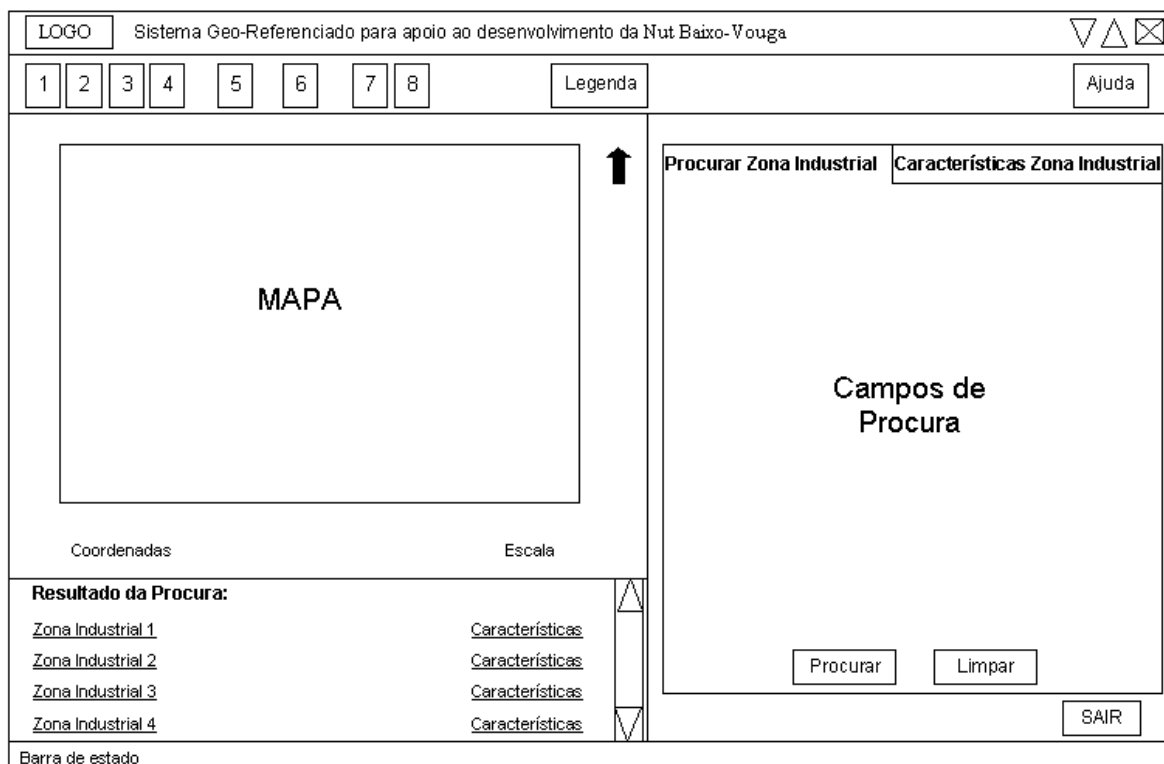 LOGO
Sistema Geo-Referenciado para apoio ao desenvolvimento da Nut Baixo-Vouga
1 2 3 4 5 6 7 8 Legenda Ajuda
MAPA
Coordenadas Escala
Resultado da Procura:
Zona Industrial 1 Características
Zona Industrial 2 Características
Zona Industrial 3 Características
Zona Industrial 4 Características
Procurar Zona Industrial Características Zona Industrial
Campos de
Procura
Procurar Limpar
SAIR
Barra de estado